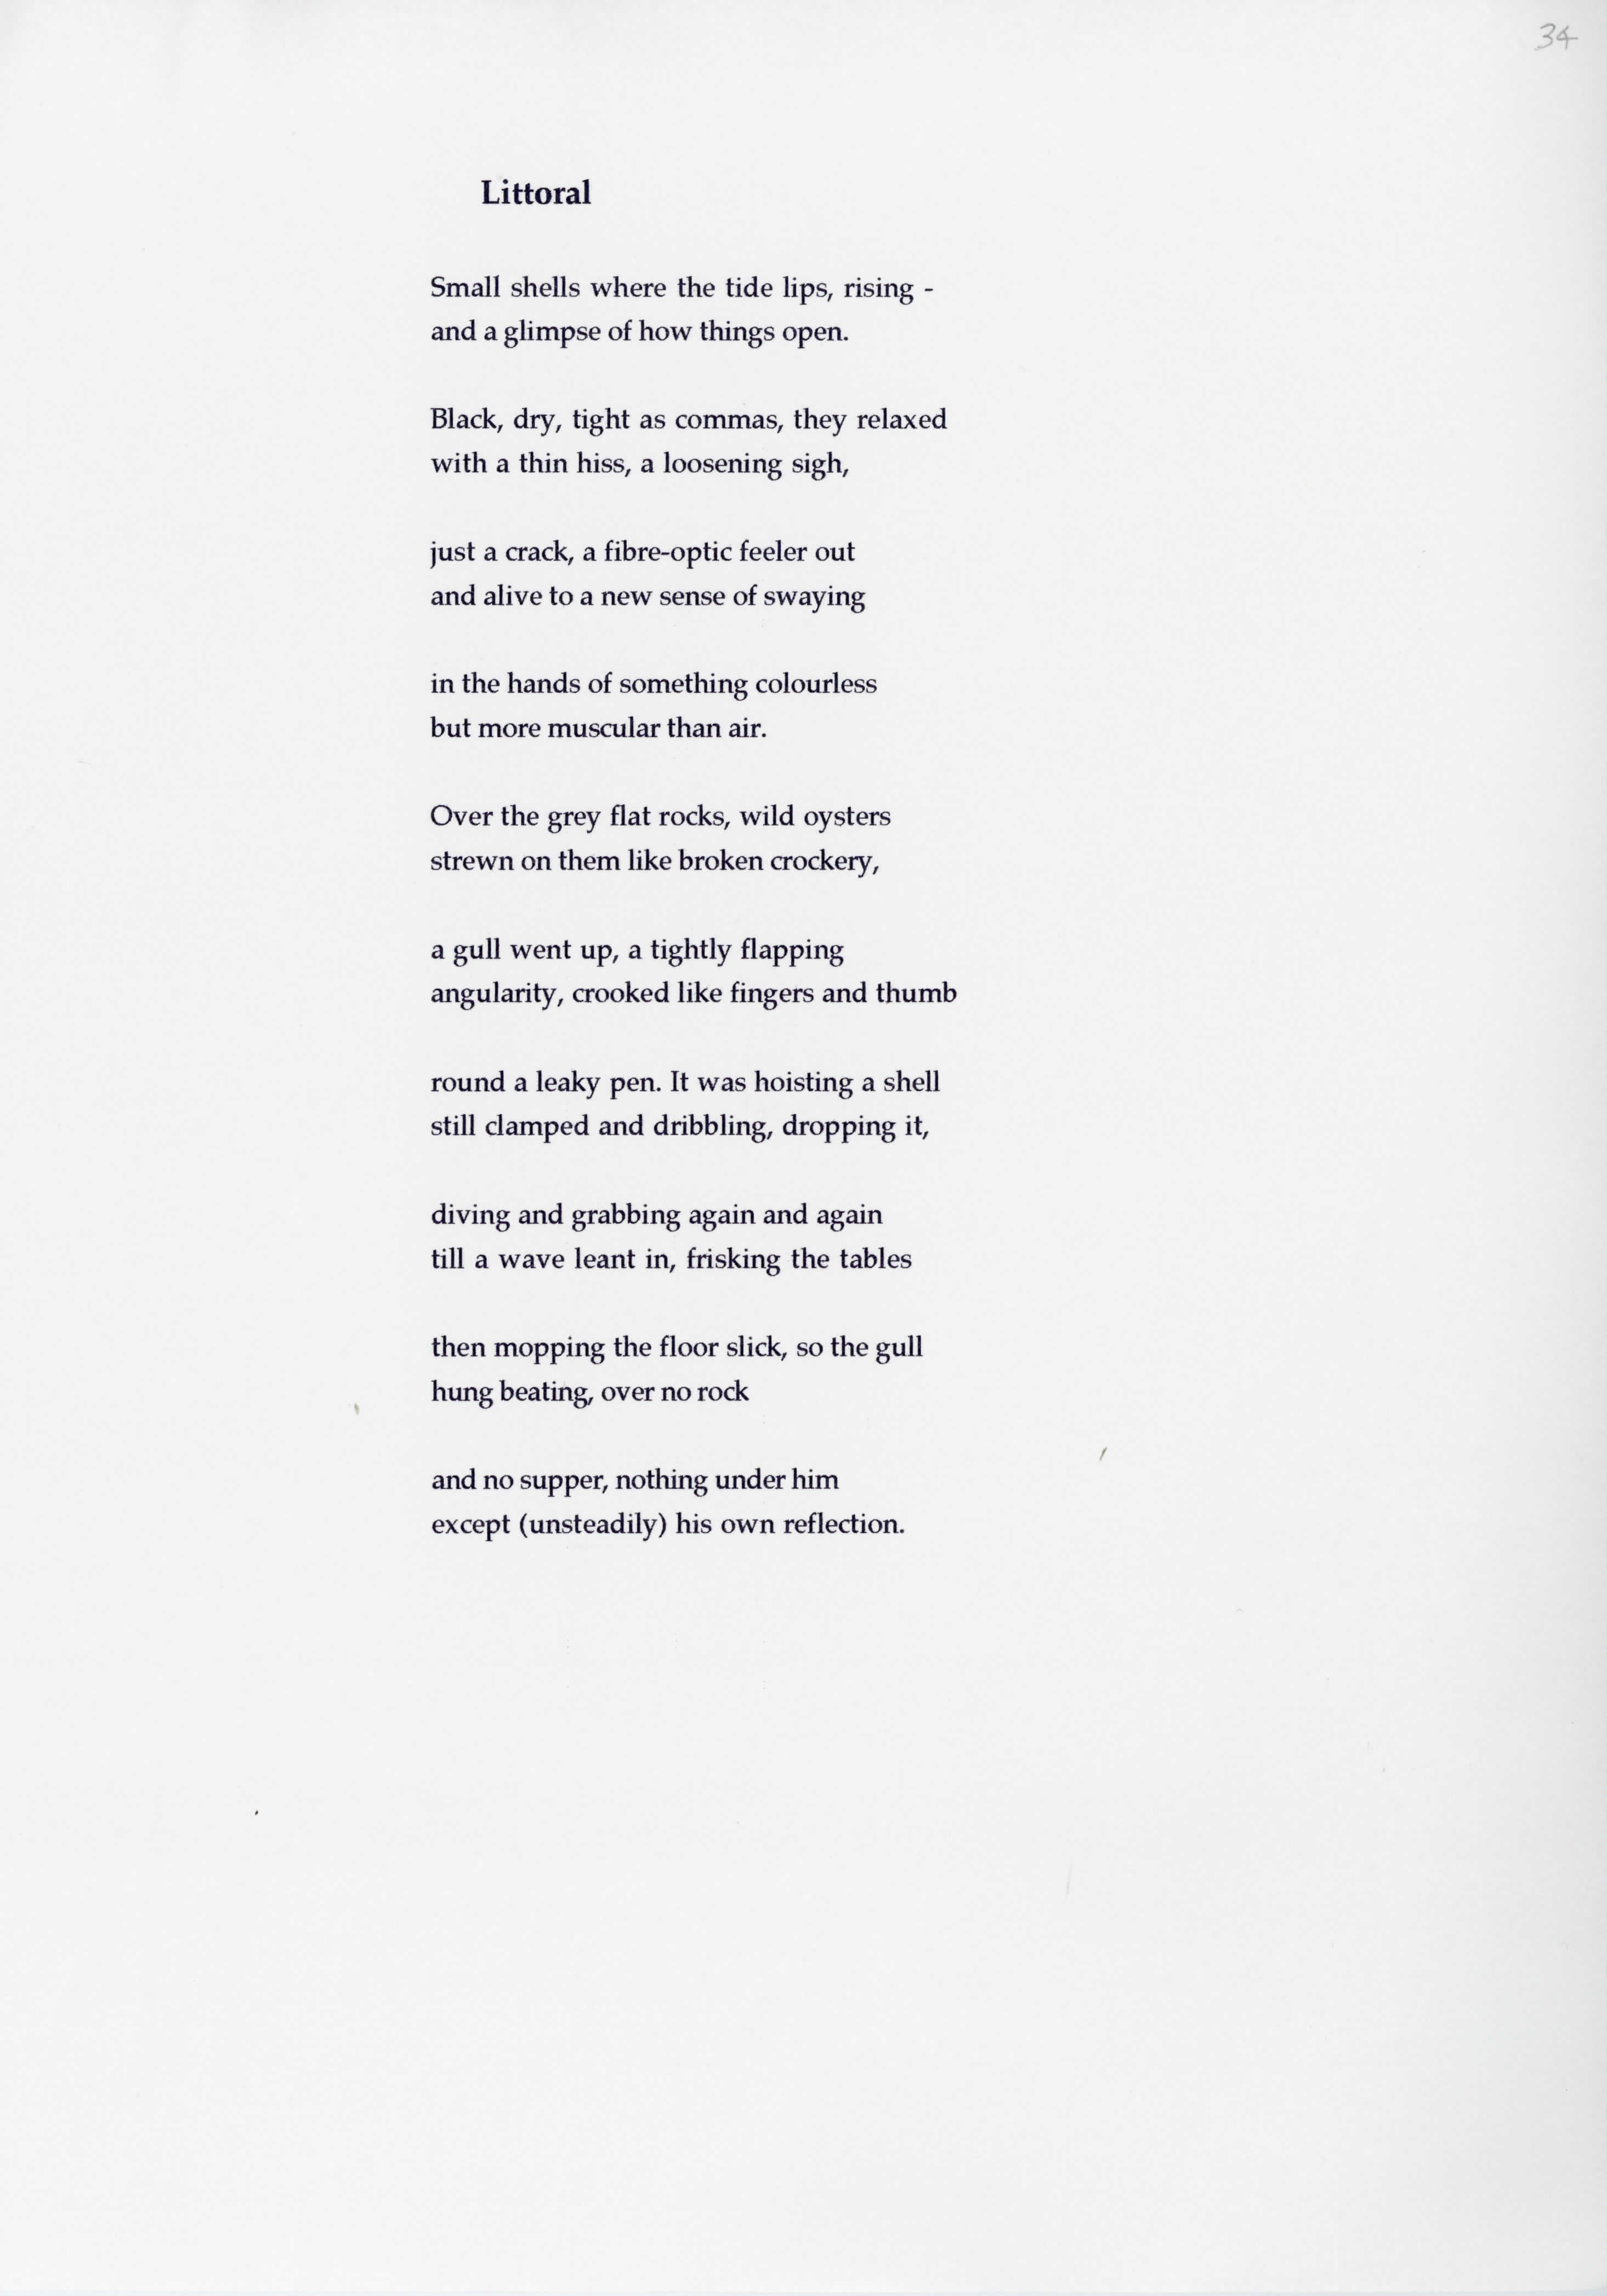 34
Littoral
Small shells where the tide lips, rising -
and a glimpse of how things open.
Black, dry, tight as commas, they relaxed
with a thin hiss, a loosening sigh,
just a crack, a fibre-optic feeler out
and alive to a new sense of swaying
in the hands of something colourless
but more muscular than air.
Over the grey flat rocks, wild oysters
strewn on them like broken crockery,
a gull went up, a tightly flapping
angularity, crooked like fingers and thumb
round a leaky pen. It was hoisting a shell
still clamped and dribbling, dropping it,
diving and grabbing again and again
till a wave leant in, frisking the tables
then mopping the floor slick, so the gull
hung beating, over no rock
and no supper, nothing under him
except (unsteadily) his own reflection.